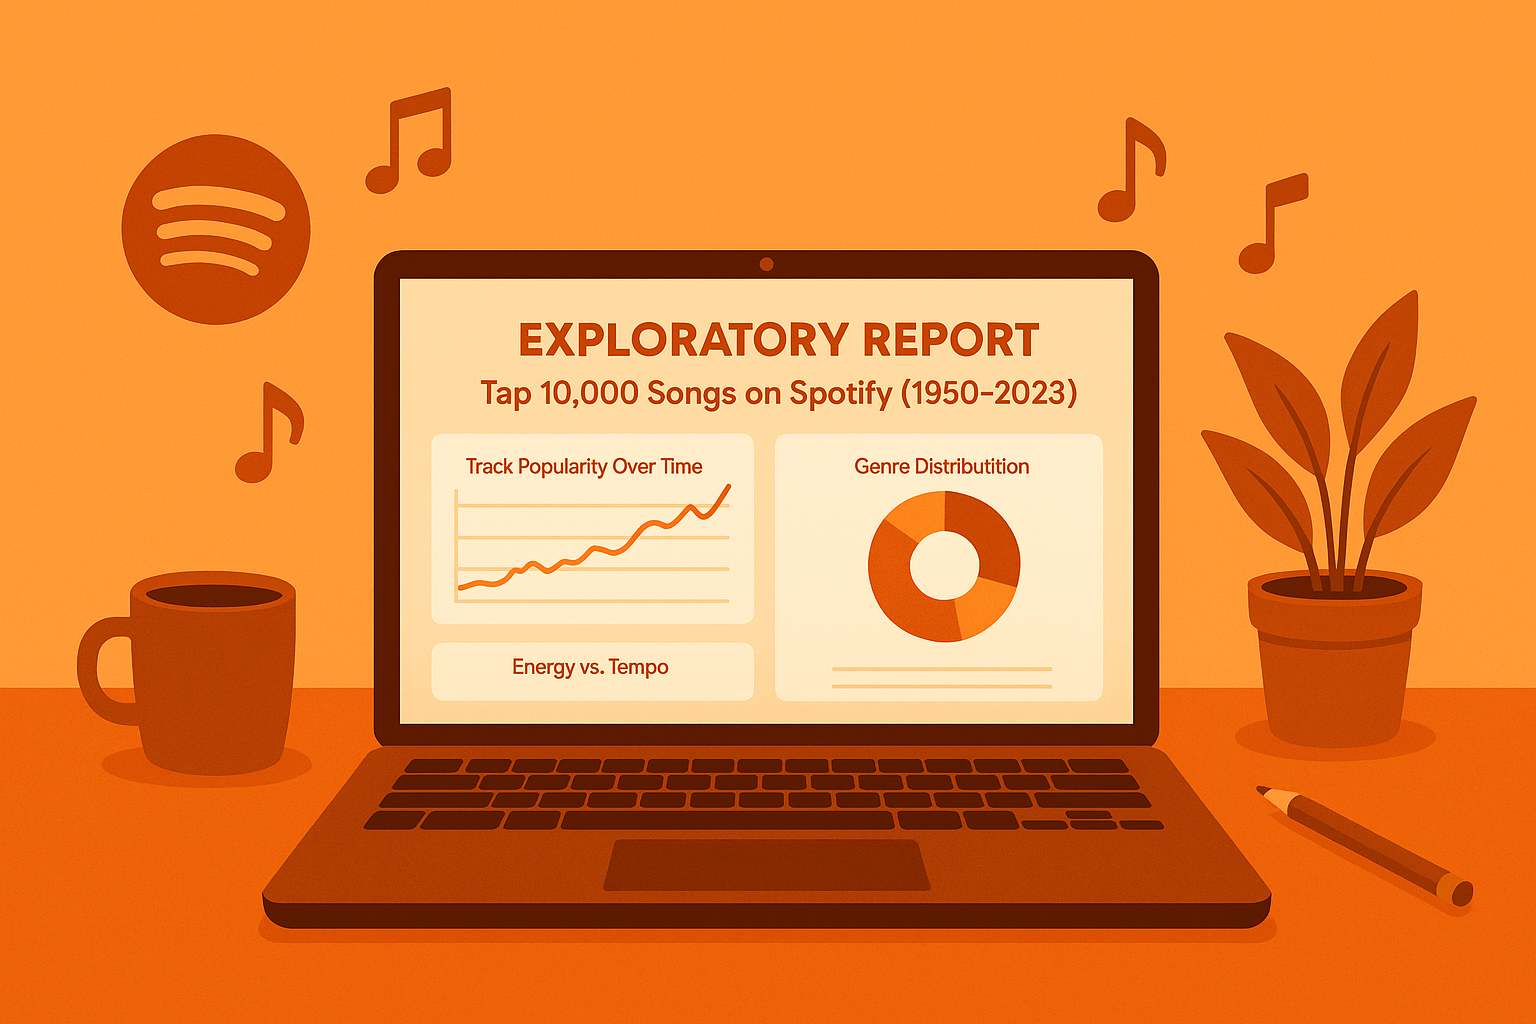 EXPLORATORY REPORT
Tap 10,000 Songs on Spotify (1950–2023)
Track Popularity Over Time
Genre Distributition
Energy vs. Tempo